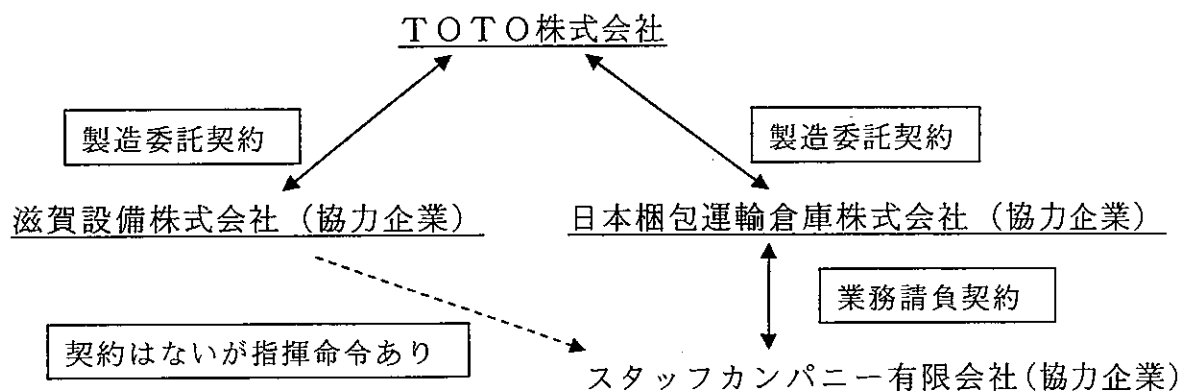 ＴＯＴＯ株式会社
製造委託契約
製造委託契約
滋賀設備株式会社（協力企業）
日本梱包運輸倉庫株式会社（協力企業）
業務請負契約
契約はないが指揮命令あり
スタッフカンパニー有限会社(協力企業)